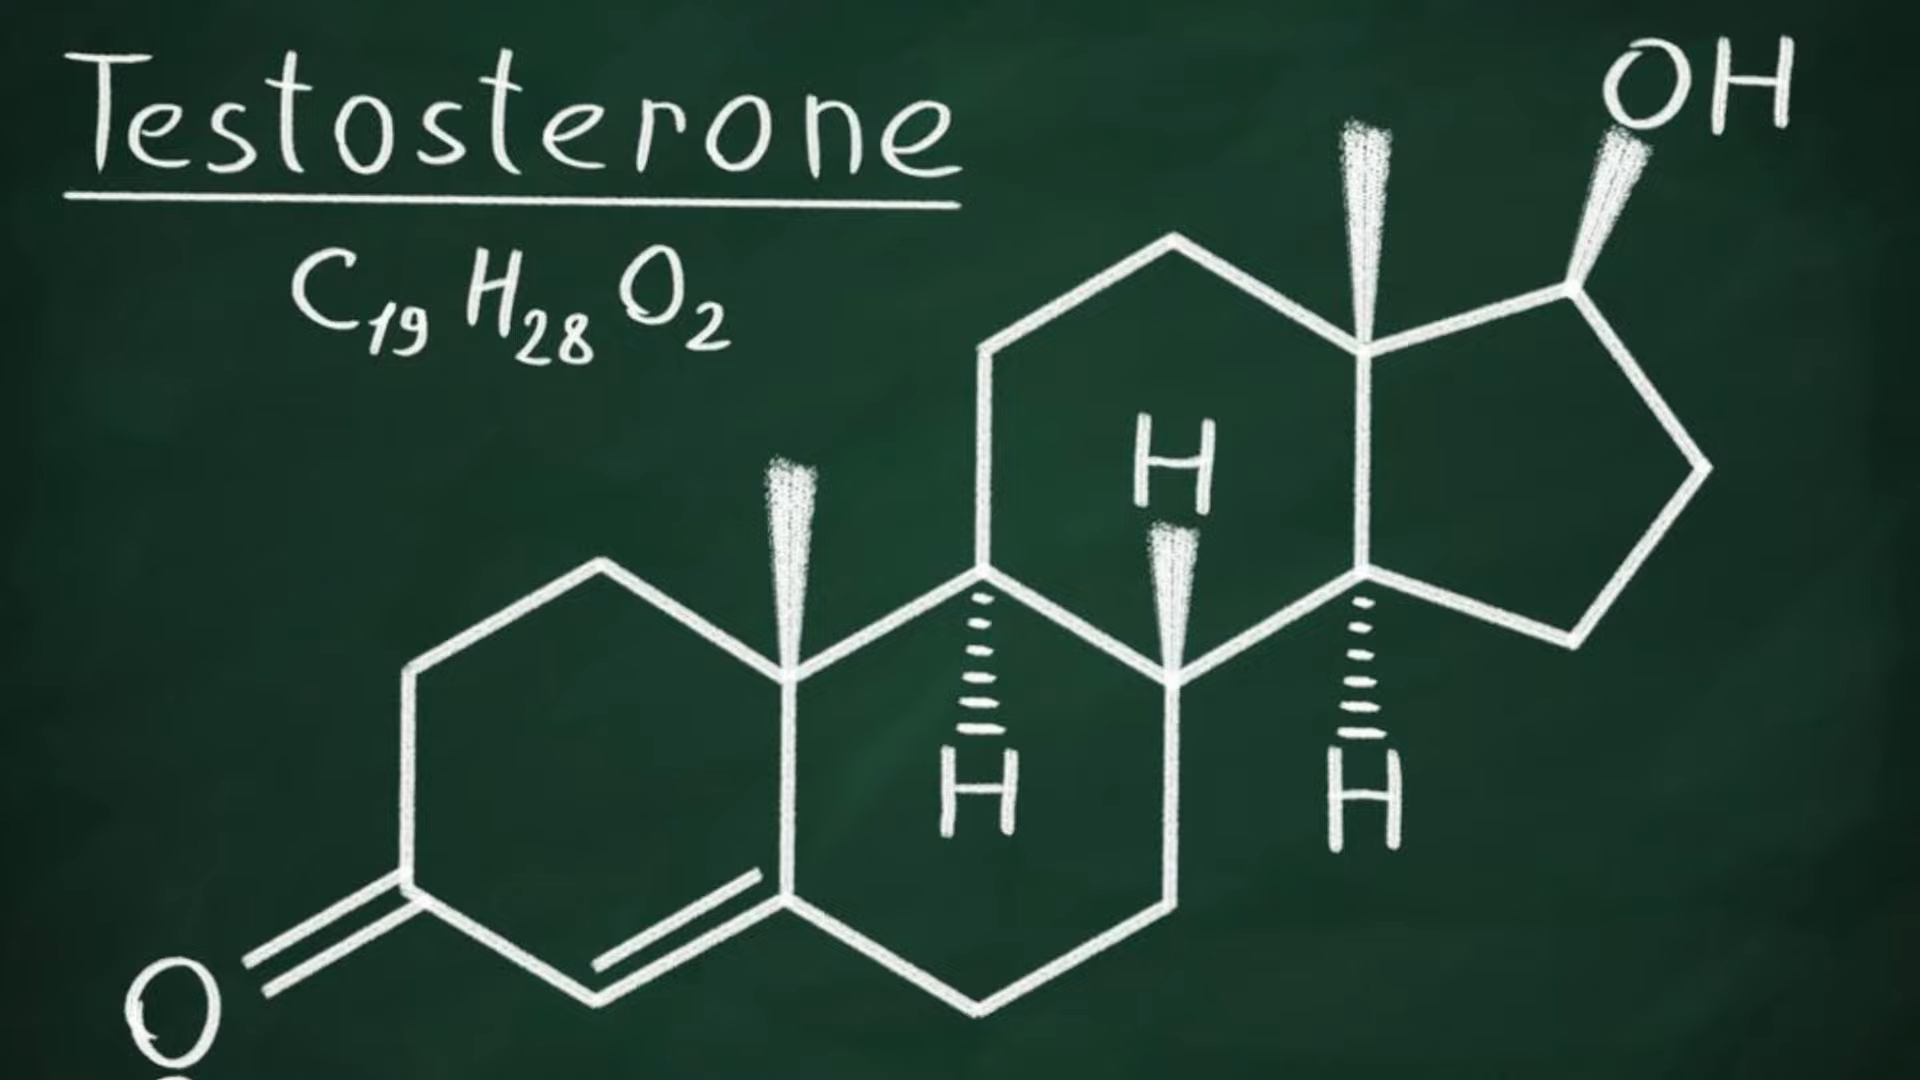 Testosterone
C₁₉H₂₈O₂
OH
H
H
H
O